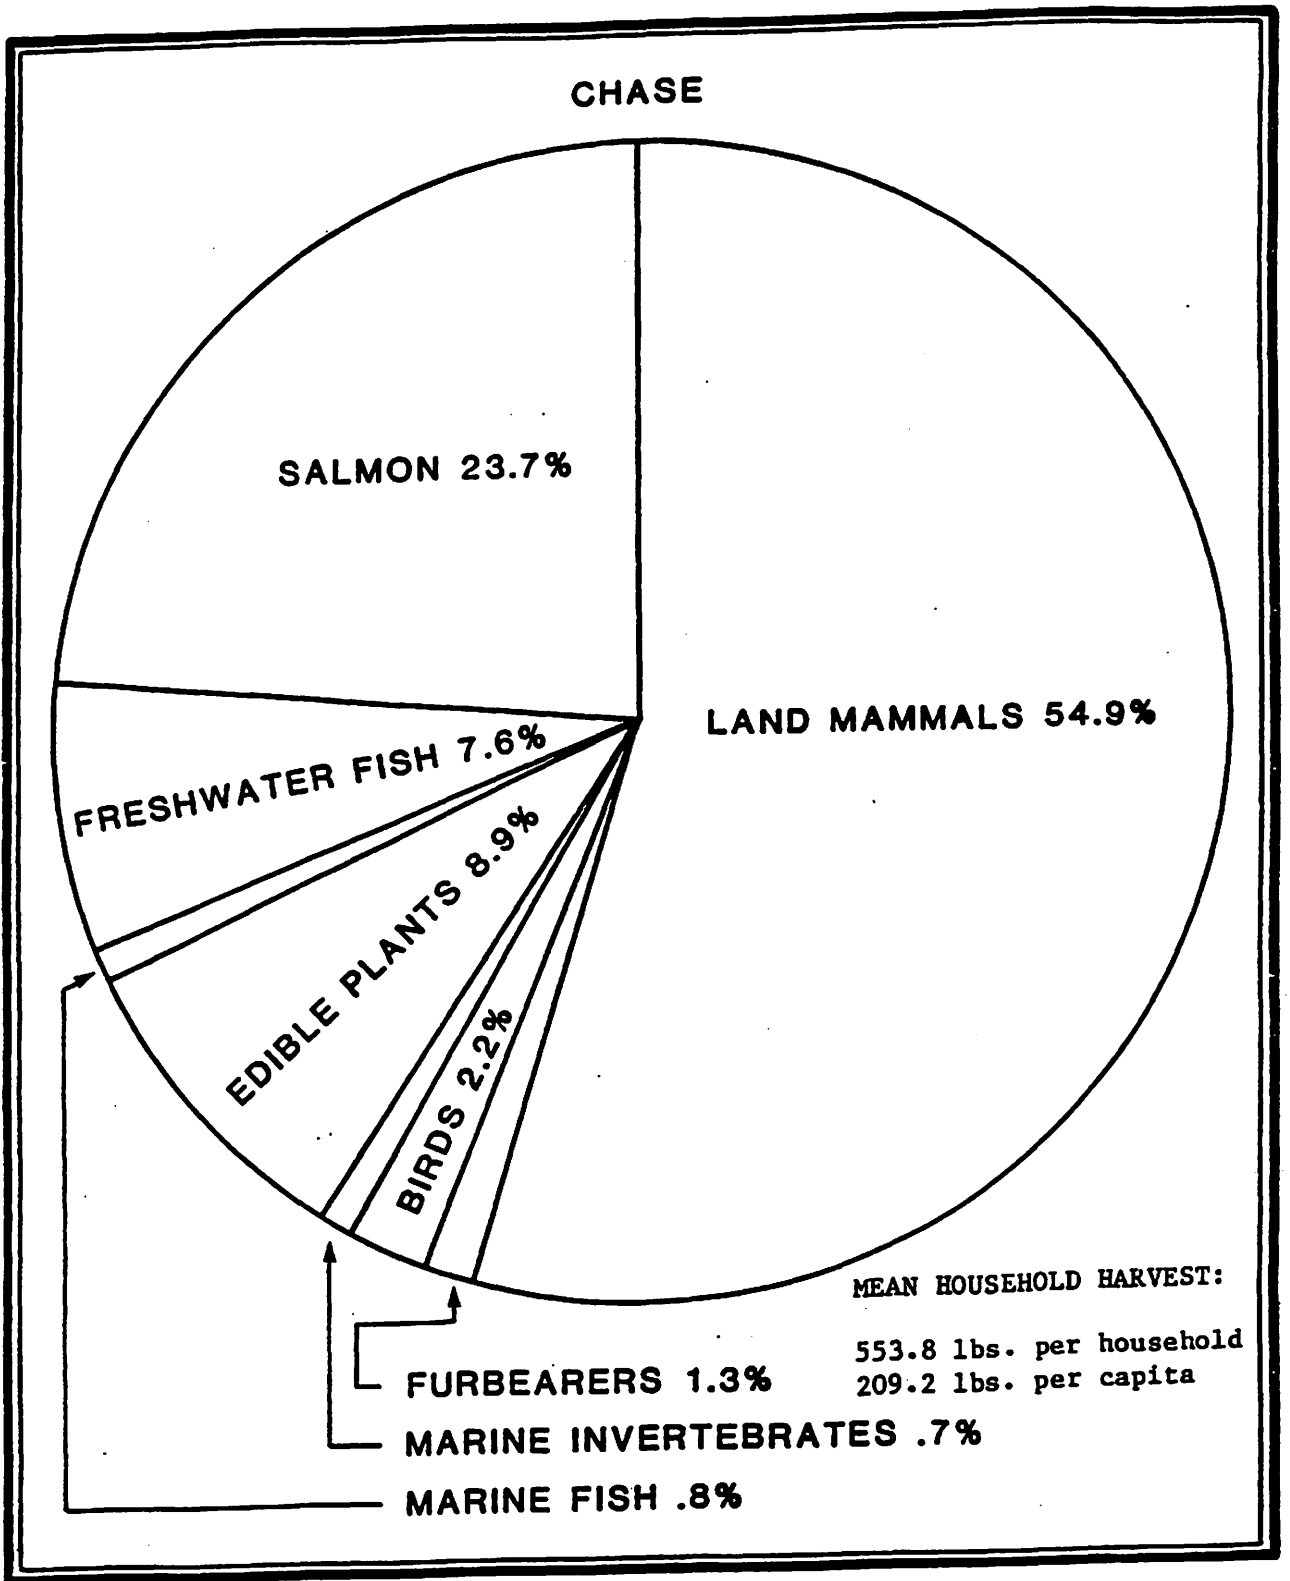 CHASE
SALMON 23.7%
LAND MAMMALS 54.9%
FRESHWATER FISH 7.6%
EDIBLE PLANTS 8.9%
BIRDS 2.2%
MEAN HOUSEHOLD HARVEST:
553.8 lbs. per household
209.2 lbs. per capita
FURBEARERS 1.3%
MARINE INVERTEBRATES .7%
MARINE FISH .8%